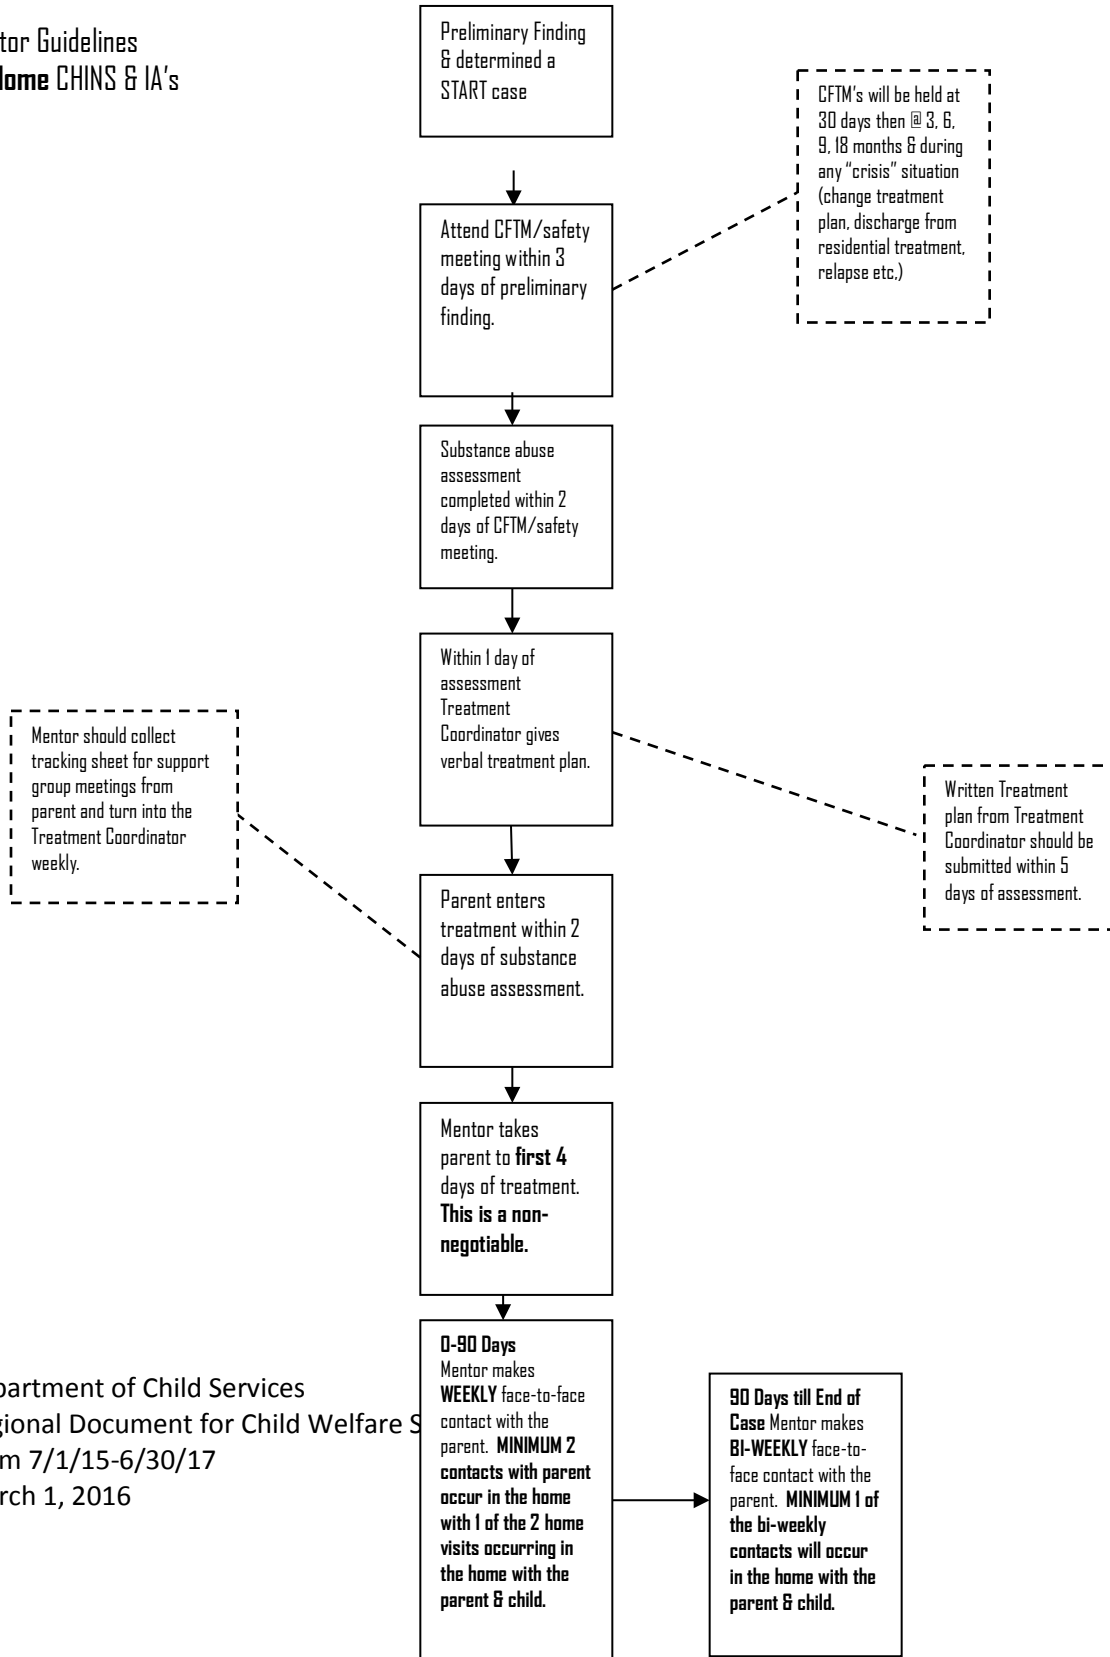 tor Guidelines
Home CHINS & IA's
Preliminary Finding
& determined a
START case
CFTM's will be held at
30 days then @ 3, 6,
9, 18 months & during
any "crisis" situation
(change treatment
plan, discharge from
residential treatment,
relapse etc,)
Attend CFTM/safety
meeting within 3
days of preliminary
finding.
Substance abuse
assessment
completed within 2
days of CFTM/safety
meeting.
Within 1 day of
assessment
Treatment
Coordinator gives
verbal treatment plan.
Mentor should collect
tracking sheet for support
group meetings from
parent and turn into the
Treatment Coordinator
weekly.
Written Treatment
plan from Treatment
Coordinator should be
submitted within 5
days of assessment.
Parent enters
treatment within 2
days of substance
abuse assessment.
Mentor takes
parent to first 4
days of treatment.
This is a non-
negotiable.
0-90 Days
Mentor makes
WEEKLY face-to-face
contact with the
parent. MINIMUM 2
contacts with parent
occur in the home
with 1 of the 2 home
visits occurring in
the home with the
parent & child.
90 Days till End of
Case Mentor makes
BI-WEEKLY face-to-
face contact with the
parent. MINIMUM 1 of
the bi-weekly
contacts will occur
in the home with the
parent & child.
partment of Child Services
gional Document for Child Welfare S
m 7/1/15-6/30/17
rch 1, 2016